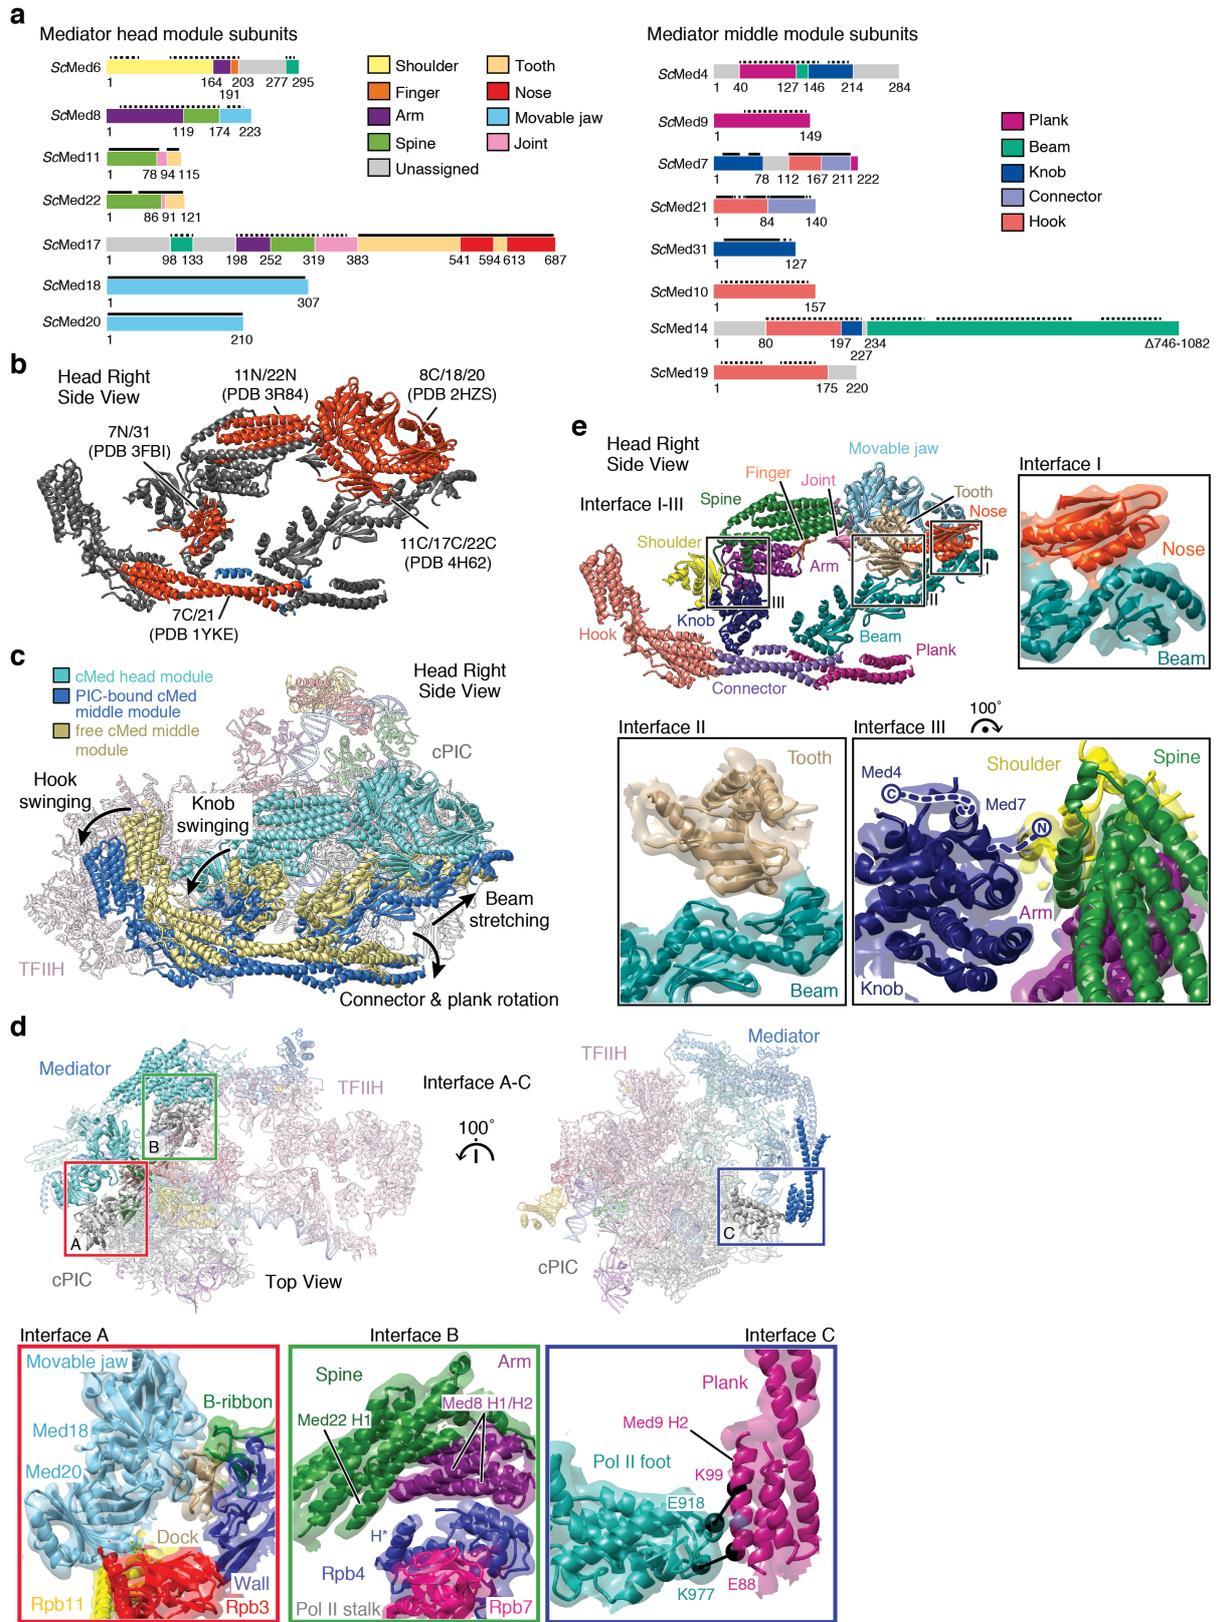 a
Mediator head module subunits
ScMed6
1
164
191
203
277
295
ScMed8
1
119
174
223
ScMed11
1
78
94
115
ScMed22
1
86
91
121
ScMed17
1
98
133
198
252
319
383
541
594
613
687
ScMed18
1
307
ScMed20
1
210
Shoulder
Finger
Arm
Spine
Unassigned
Tooth
Nose
Movable jaw
Joint
Mediator middle module subunits
ScMed4
1
40
127
146
214
284
ScMed9
1
149
ScMed7
1
78
112
167
211
222
ScMed21
1
84
140
ScMed31
1
127
ScMed10
1
157
ScMed14
1
80
197
227
234
Δ746-1082
ScMed19
1
175
220
Plank
Beam
Knob
Connector
Hook
b
Head Right
Side View
11N/22N
(PDB 3R84)
8C/18/20
(PDB 2HZS)
7N/31
(PDB 3FBI)
11C/17C/22C
(PDB 4H62)
7C/21
(PDB 1YKE)
c
cMed head module
PIC-bound cMed
middle module
free cMed middle
module
Head Right
Side View
cPIC
Hook
swinging
Knob
swinging
Beam
stretching
TFIIH
Connector & plank rotation
d
Mediator
TFIIH
B
A
cPIC
Top View
Interface A-C
100°
TFIIH
Mediator
C
cPIC
Interface A
Movable jaw
B-ribbon
Med18
Med20
Dock
Wall
Rpb11
Rpb3
Interface B
Spine
Arm
Med8 H1/H2
Med22 H1
H*
Rpb4
Pol II stalk
Rpb7
Interface C
Plank
Med9 H2
Pol II foot
K99
E918
K977
E88
e
Head Right
Side View
Interface I-III
Movable jaw
Finger
Joint
Spine
Tooth
Nose
Shoulder
Arm
I
II
III
Knob
Hook
Beam
Plank
Connector
Interface I
Nose
Beam
Interface II
Tooth
Beam
Interface III
100°
Med4
C
Med7
C
Shoulder
Spine
N
Arm
Knob